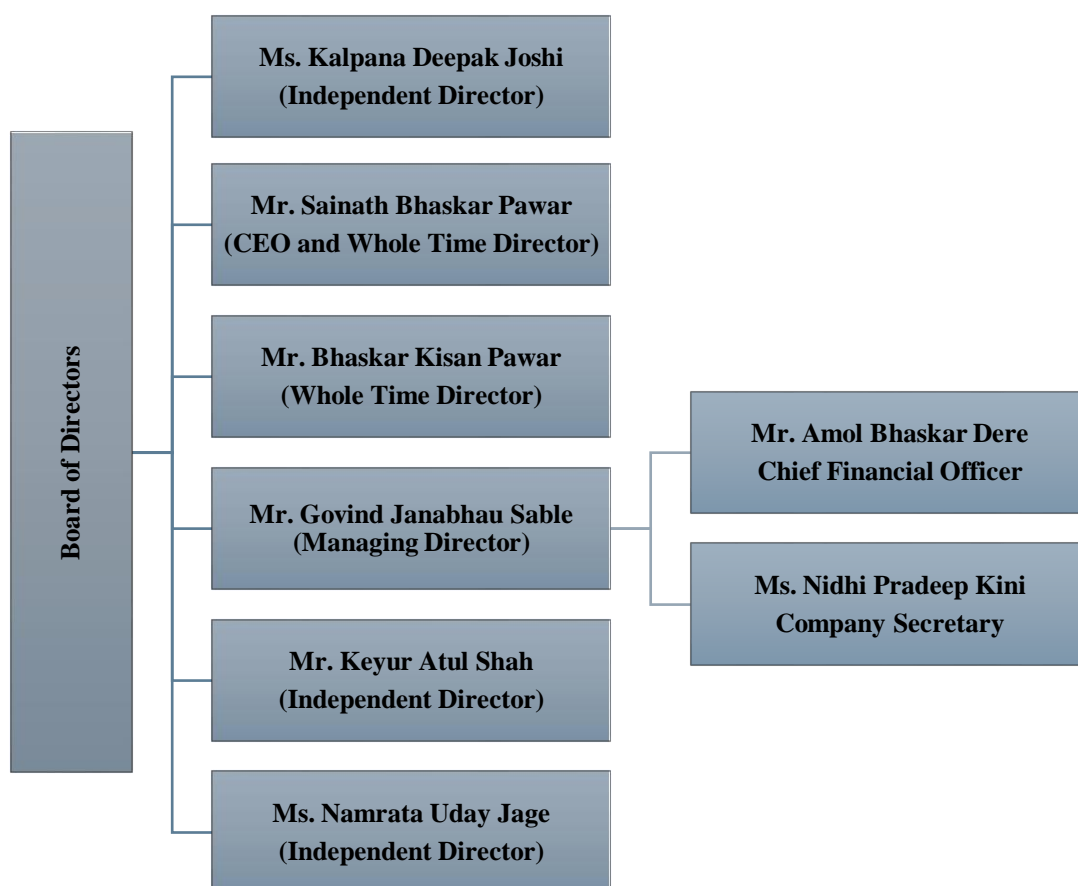 Board of Directors
Ms. Kalpana Deepak Joshi
(Independent Director)
Mr. Sainath Bhaskar Pawar
(CEO and Whole Time Director)
Mr. Bhaskar Kisan Pawar
(Whole Time Director)
Mr. Govind Janabhau Sable
(Managing Director)
Mr. Amol Bhaskar Dere
Chief Financial Officer
Ms. Nidhi Pradeep Kini
Company Secretary
Mr. Keyur Atul Shah
(Independent Director)
Ms. Namrata Uday Jage
(Independent Director)